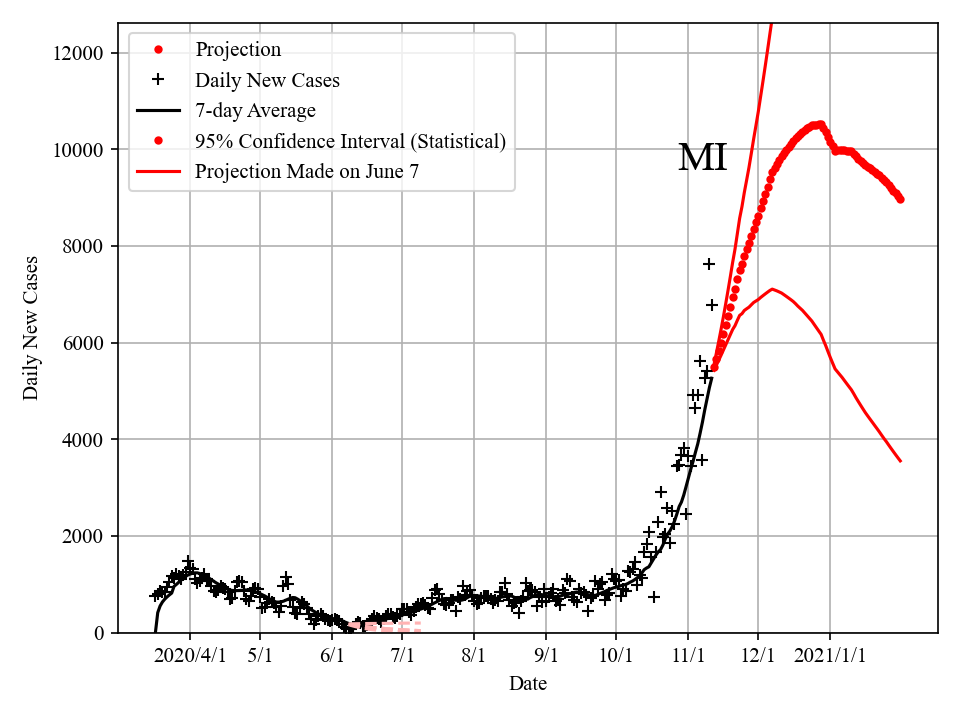 12000
10000
8000
6000
4000
2000
0
Daily New Cases
Projection
Daily New Cases
7-day Average
95% Confidence Interval (Statistical)
Projection Made on June 7
MI
2020/4/1 5/1 6/1 7/1 8/1 9/1 10/1 11/1 12/1 2021/1/1
Date